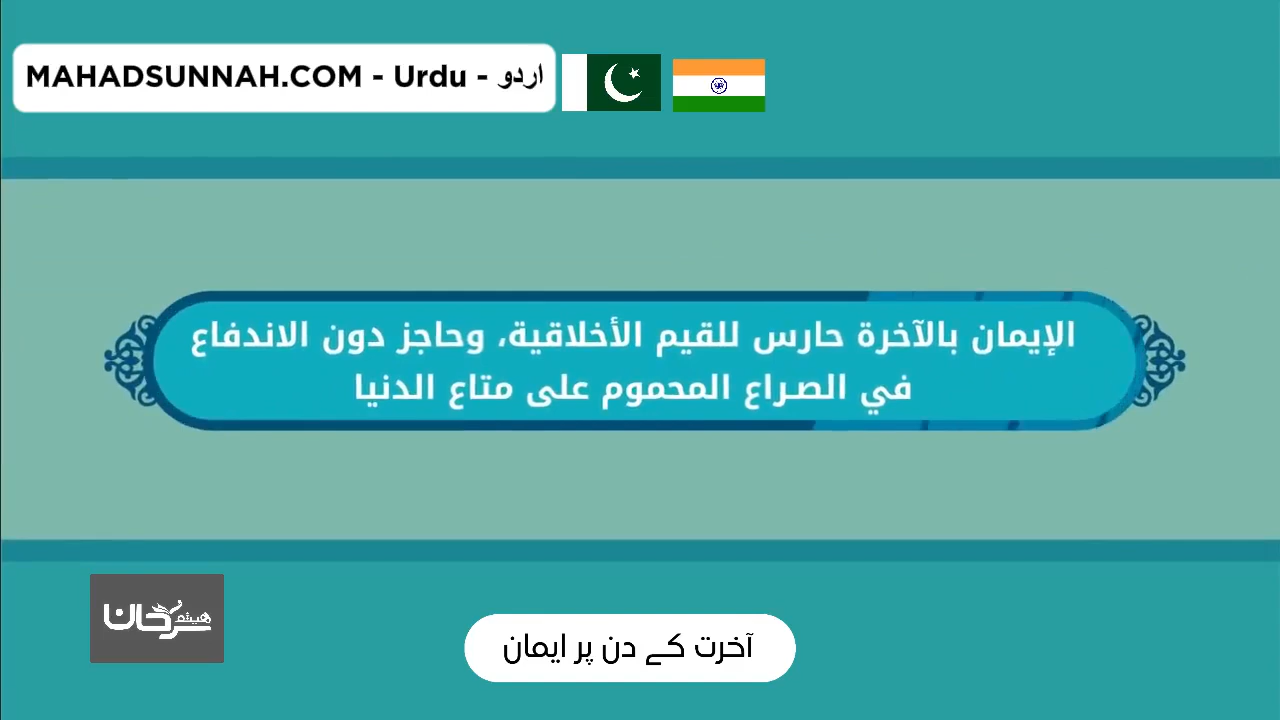 MAHADSUNNAH.COM - Urdu - اردو
الإيمان بالآخرة حارس للقيم الأخلاقية، وحاجز دون الاندفاع
في الصراع المحموم على متاع الدنيا
هيثم سرحان
آخرت کے دن پر ایمان